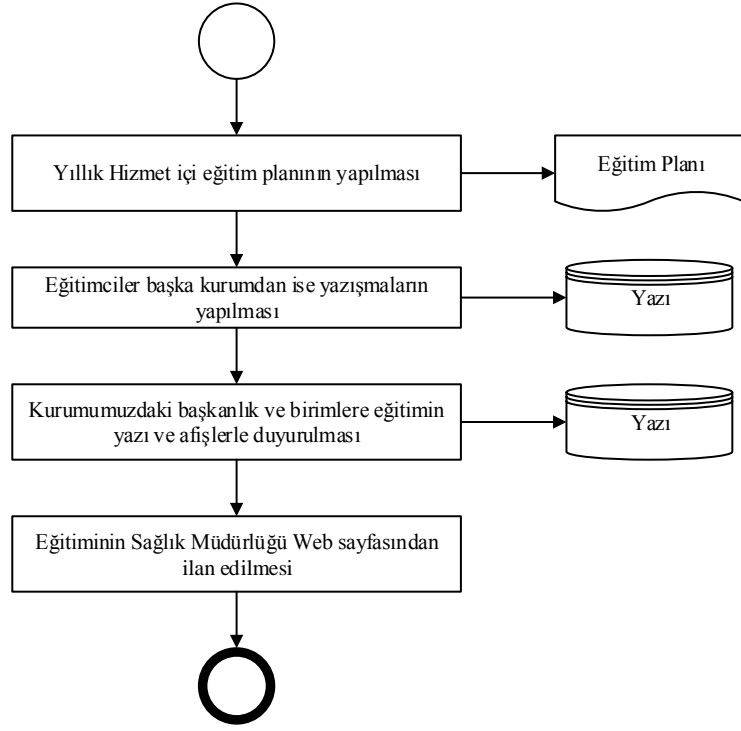 Yıllık Hizmet içi eğitim planının yapılması
Eğitim Planı
Eğitimciler başka kurumdan ise yazışmaların
yapılması
Yazı
Kurumumuzdaki başkanlık ve birimlere eğitimin
yazı ve afişlerle duyurulması
Yazı
Eğitiminin Sağlık Müdürlüğü Web sayfasından
ilan edilmesi